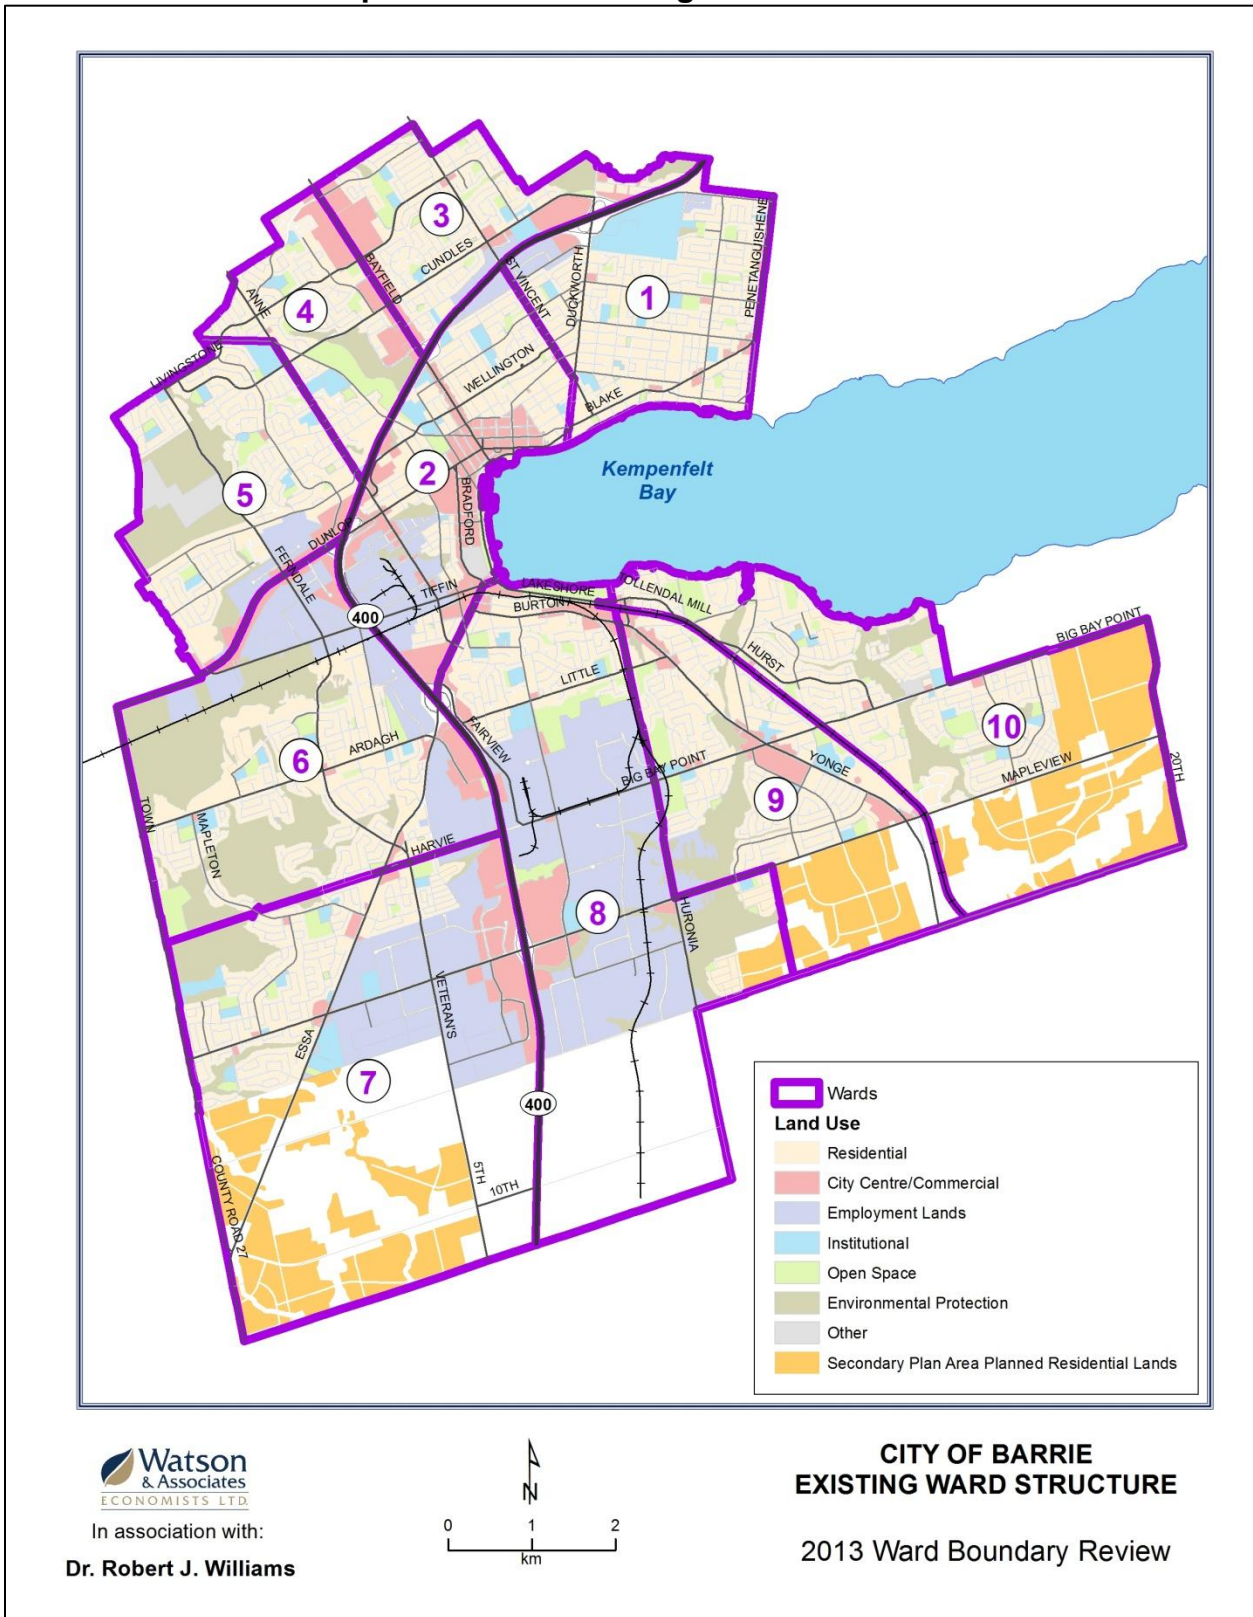 3
CUNDLES
BAYFIELD
ST VINCENT
DUCKWORTH
1
PENETANGUISHENE
4
ANNE
LIVINGSTONE
WELLINGTON
BLAKE
2
BRADFORD
Kempenfelt
Bay
5
DUNLOP
FERNDALE
TIFFIN
400
LAKESHORE
BURTON
TOLLENDAL MILL
HURST
LITTLE
BIG BAY POINT
10
6
ARDAGH
FAIRVIEW
BIG BAY POINT
YONGE
MAPLEVIEW
20TH
9
TOWN
MAPLETON
HARVIE
8
HURONIA
VETERAN'S
ESSA
7
400
COUNTY ROAD 27
5TH
10TH
Wards
Land Use
Residential
City Centre/Commercial
Employment Lands
Institutional
Open Space
Environmental Protection
Other
Secondary Plan Area Planned Residential Lands
Watson
& Associates
ECONOMISTS LTD.
In association with:
Dr. Robert J. Williams
N
0 1 2
km
CITY OF BARRIE
EXISTING WARD STRUCTURE
2013 Ward Boundary Review